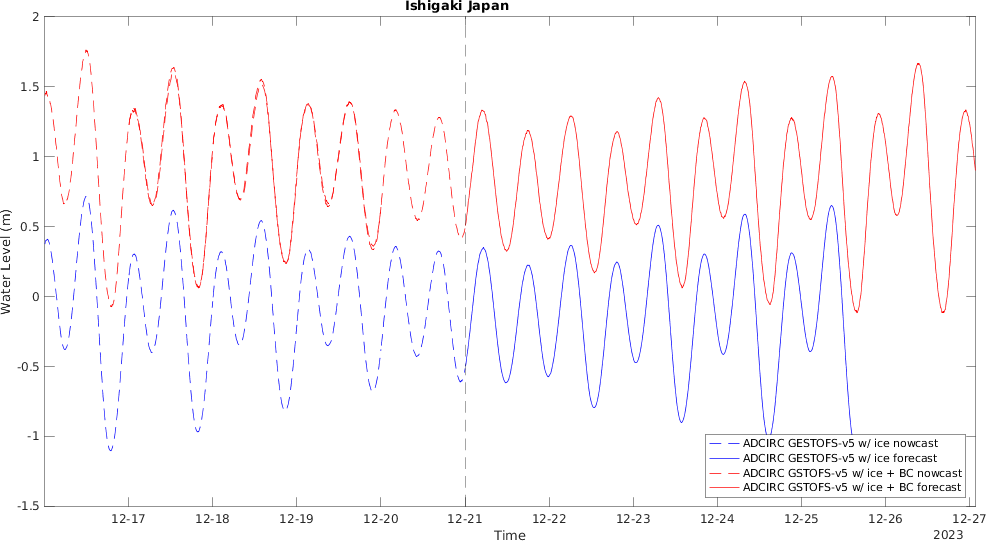 Ishigaki Japan
2
1.5
1
0.5
0
-0.5
-1
-1.5
Water Level (m)
12-17 12-18 12-19 12-20 12-21 12-22 12-23 12-24 12-25 12-26 12-27
Time
2023
ADCIRC GESTOFS-v5 w/ ice nowcast
ADCIRC GESTOFS-v5 w/ ice forecast
ADCIRC GSTOFS-v5 w/ ice + BC nowcast
ADCIRC GSTOFS-v5 w/ ice + BC forecast